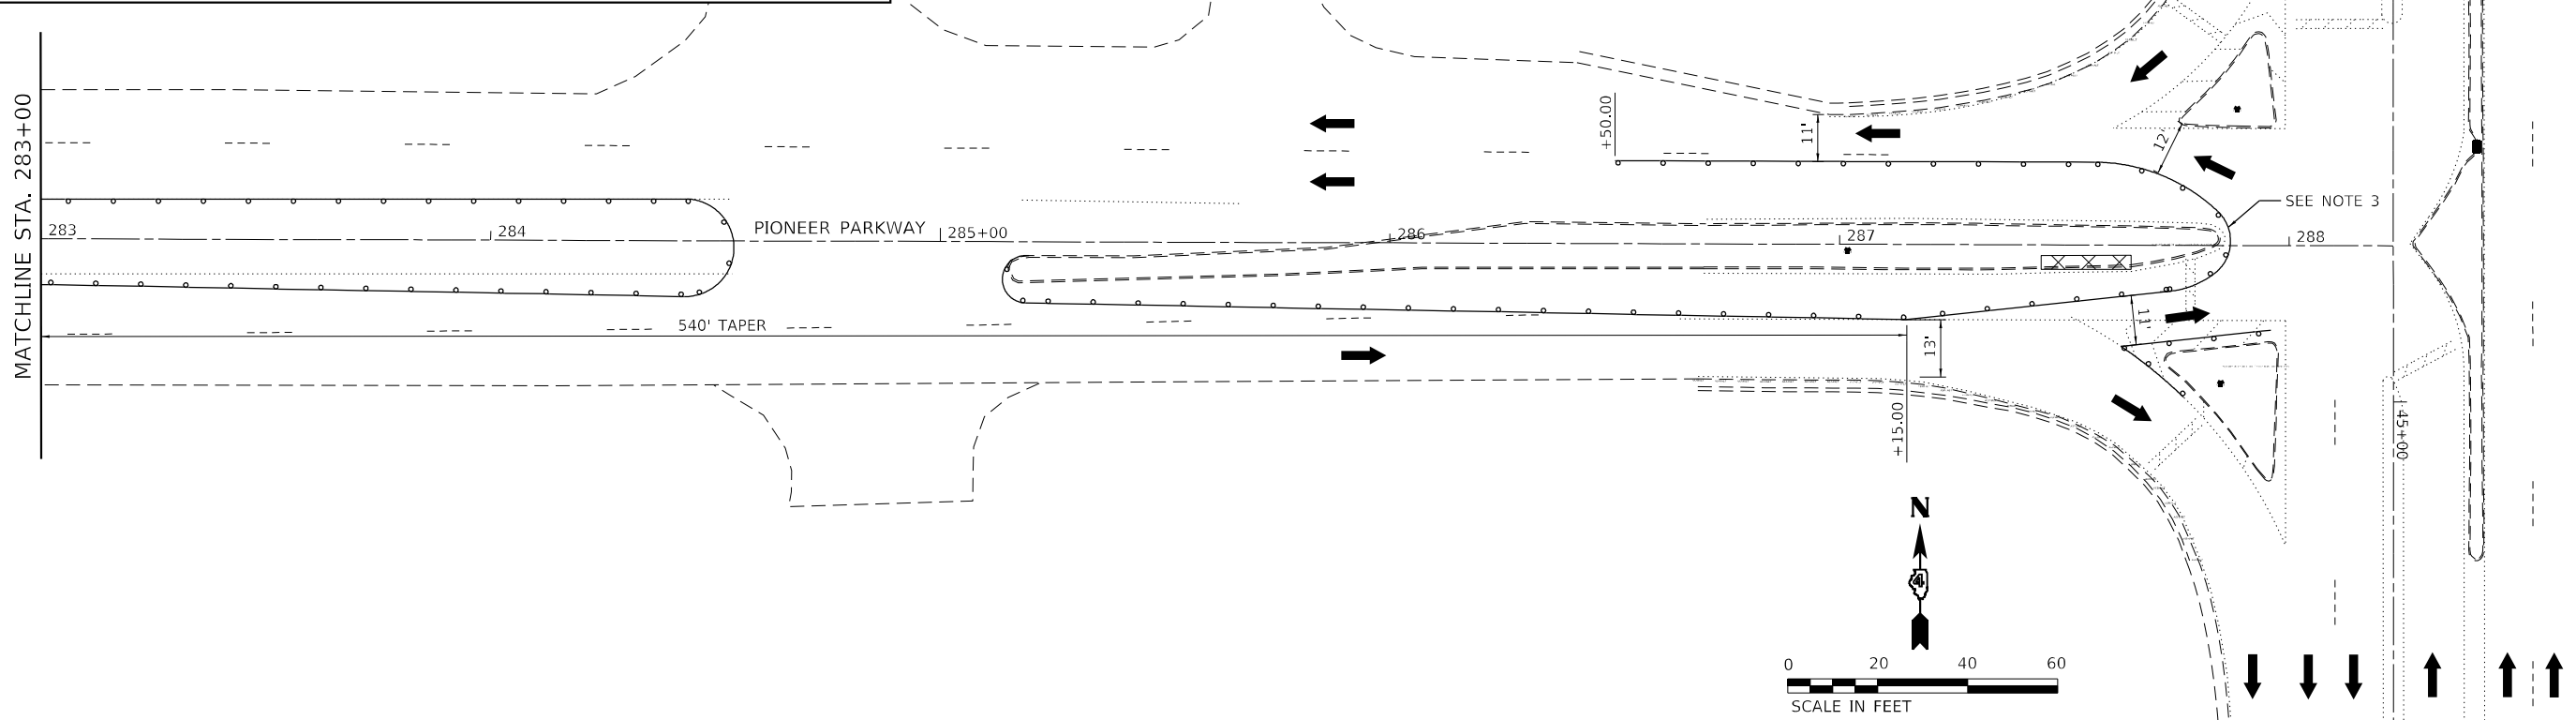 MATCHLINE STA. 283+00
+50.00
11'
12'
SEE NOTE 3
283
284
PIONEER PARKWAY
285+00
286
287
288
540' TAPER
11'
13'
+15.00
45+00
N
4
0 20 40 60
SCALE IN FEET